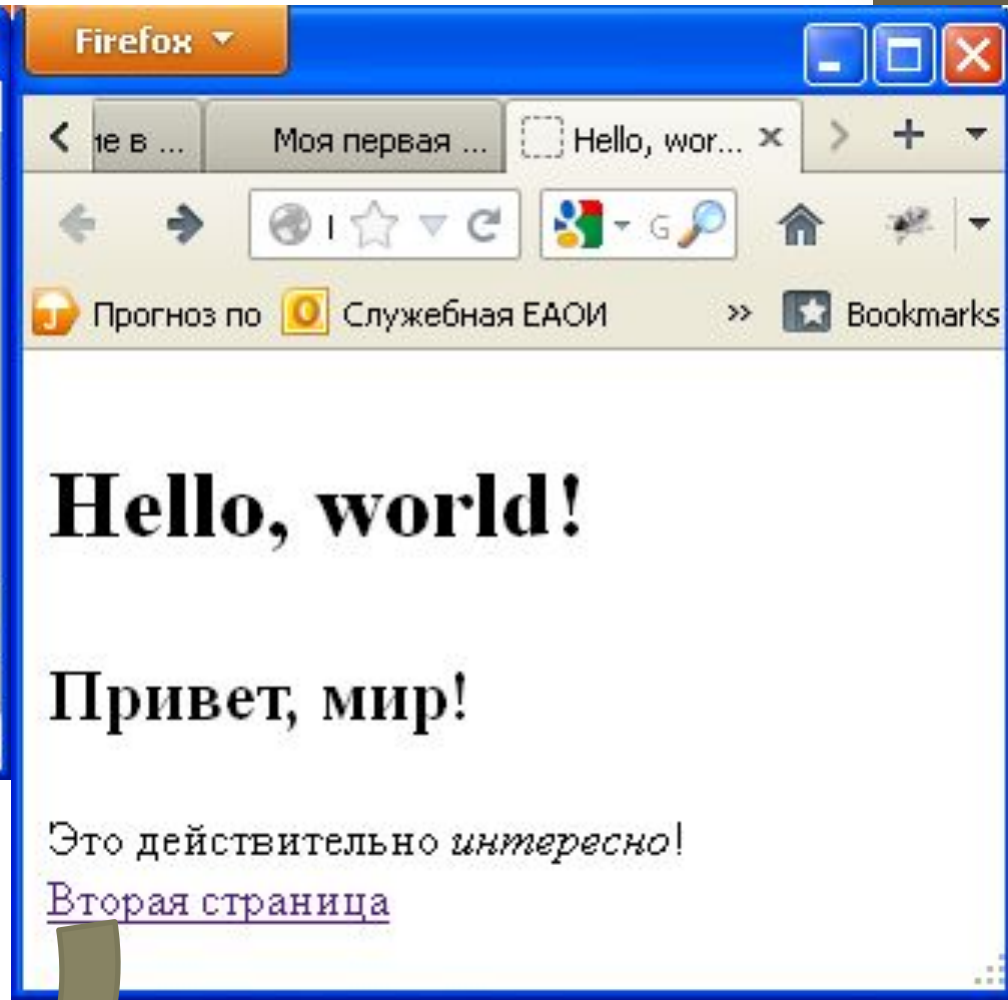 Firefox
ие в ... Моя первая ... Hello, wor...
G
Прогноз по Служебная ЕАОИ » Bookmarks
Hello, world!
Привет, мир!
Это действительно интересно!
Вторая страница